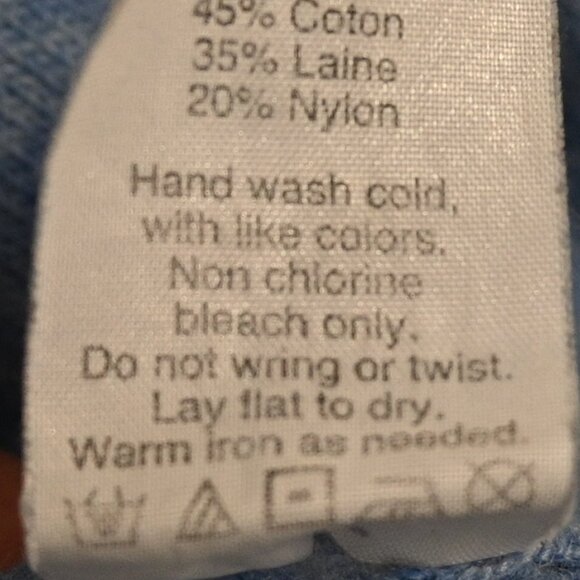 45% Coton
35% Laine
20% Nylon
Hand wash cold,
with like colors.
Non chlorine
bleach only.
Do not wring or twist.
Lay flat to dry.
Warm iron as needed.